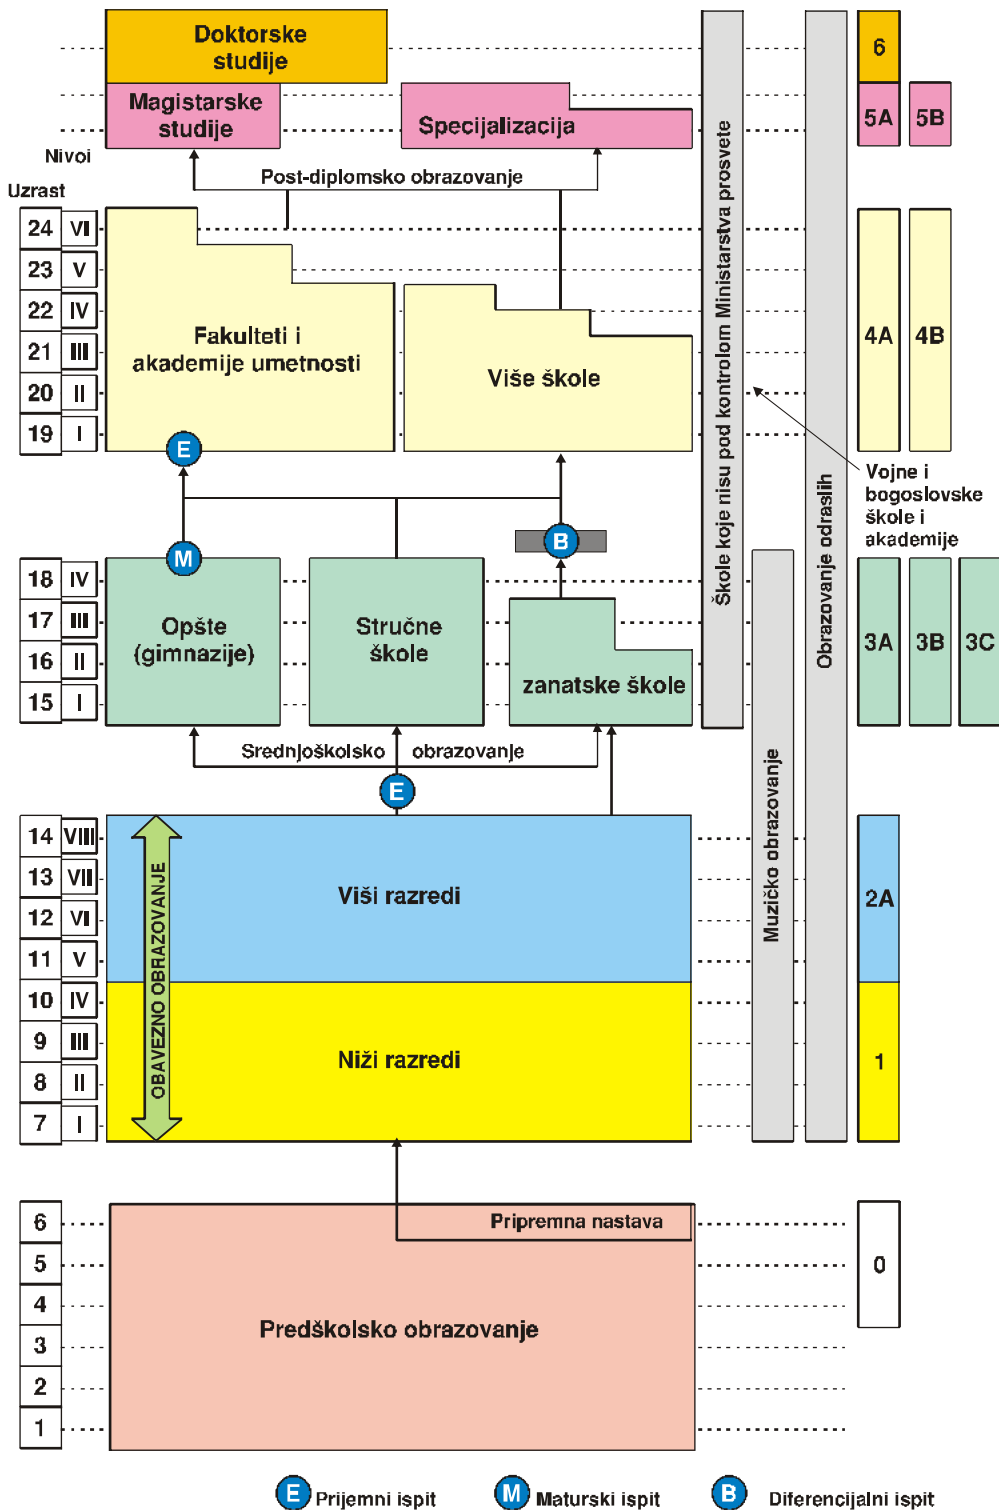 Doktorske
studije
6
Magistarske
studije
Specijalizacija
5A
5B
Nivoi
Post-diplomsko obrazovanje
Uzrast
24 VI
23 V
22 IV
21 III
20 II
19 I
Fakulteti i
akademije umetnosti
Više škole
4A
4B
E
Škole koje nisu pod kontrolom Ministarstva prosvete
Obrazovanje odraslih
Vojne i
bogoslovske
škole i
akademije
M
B
18 IV
17 III
16 II
15 I
Opšte
(gimnazije)
Stručne
škole
zanatske škole
3A
3B
3C
Srednjoškolsko obrazovanje
E
Muzičko obrazovanje
14 VIII
13 VII
12 VI
11 V
10 IV
9 III
8 II
7 I
OBAVEZNO OBRAZOVANJE
Viši razredi
2A
Niži razredi
1
6
5
4
3
2
1
Pripremna nastava
0
Predškolsko obrazovanje
E Prijemni ispit
M Maturski ispit
B Diferencijalni ispit